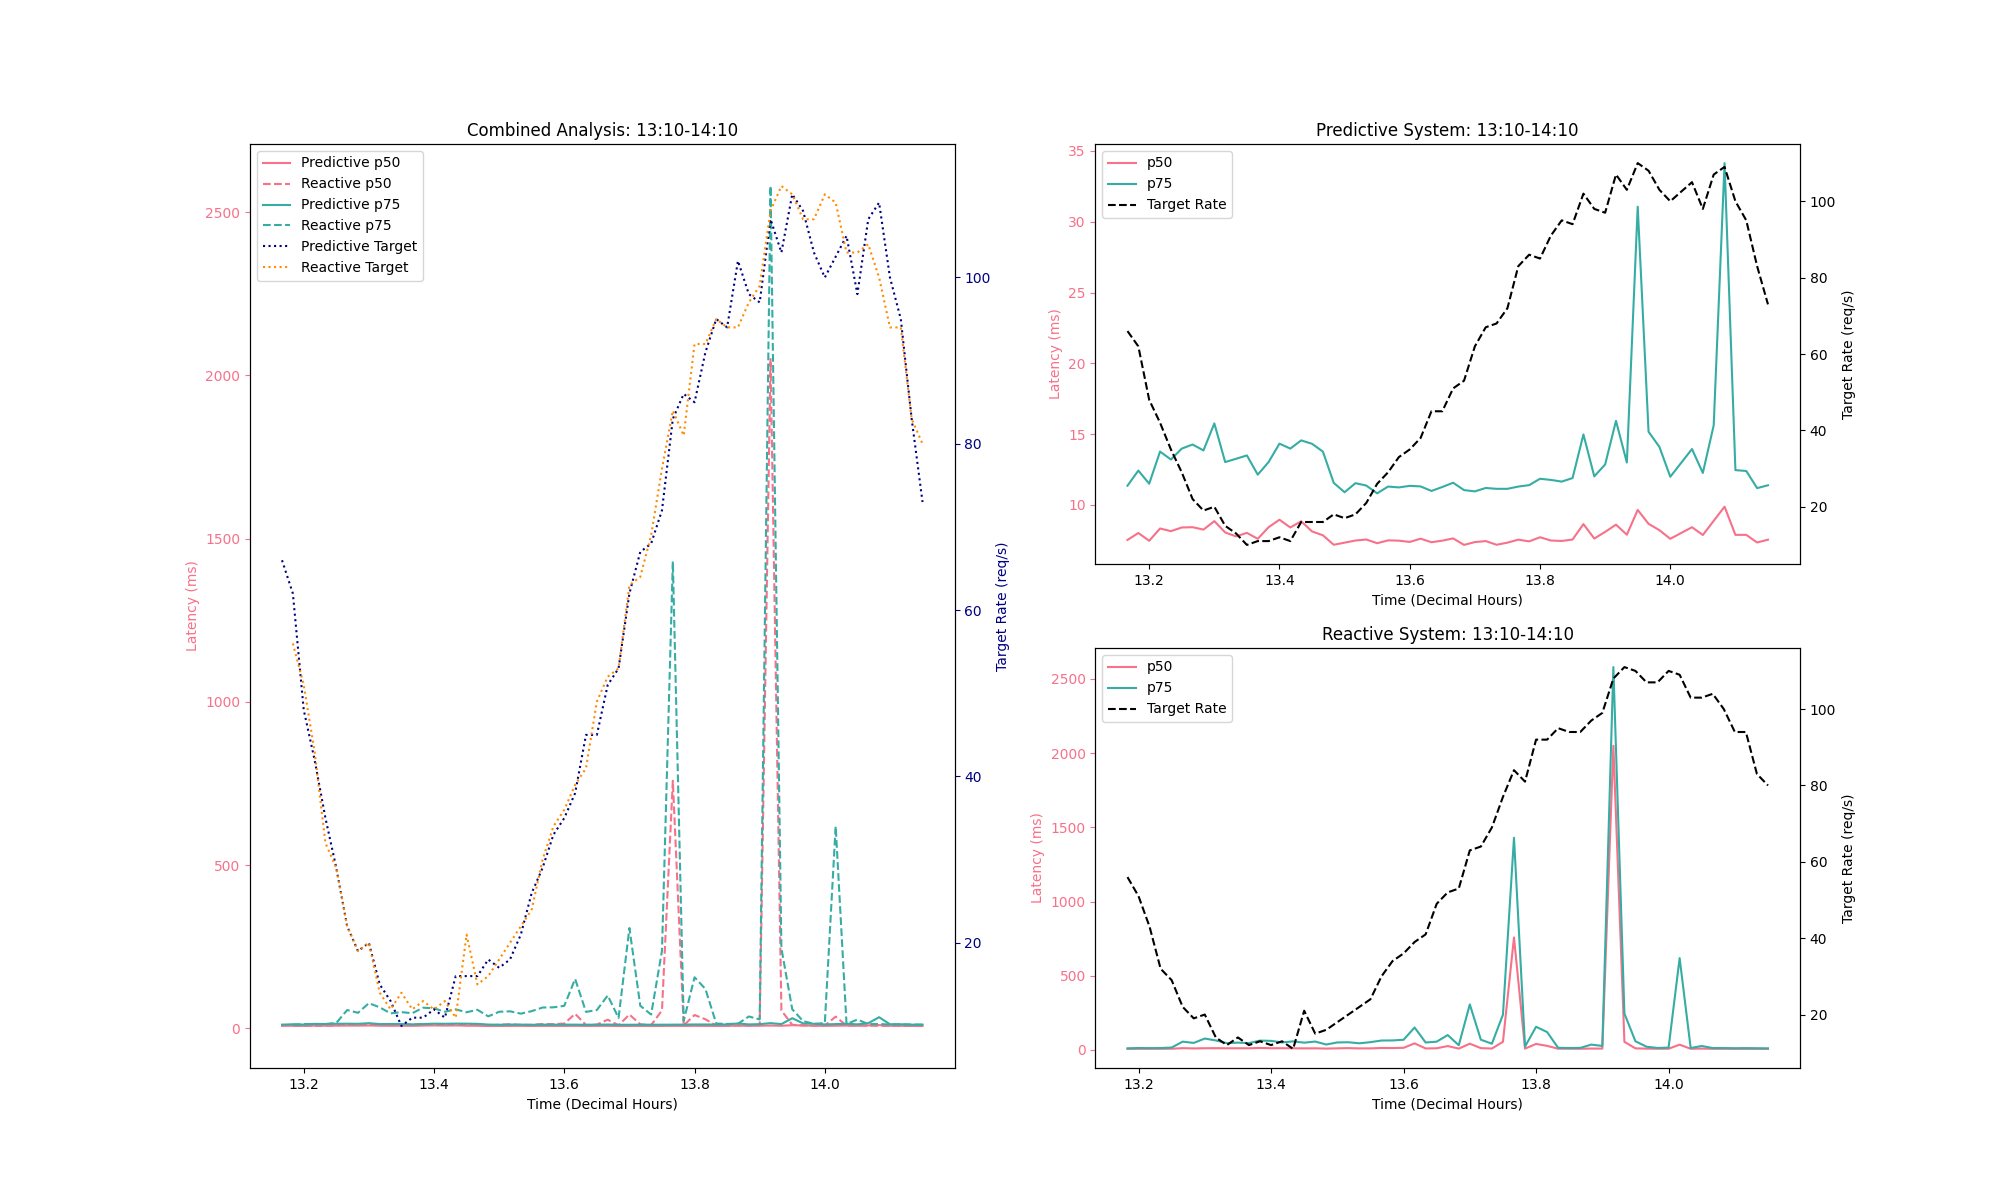 Combined Analysis: 13:10-14:10
Predictive p50
Reactive p50
Predictive p75
Reactive p75
Predictive Target
Reactive Target
2500
2000
1500
1000
500
0
Latency (ms)
100
80
60
40
20
Target Rate (req/s)
13.2 13.4 13.6 13.8 14.0
Time (Decimal Hours)
Predictive System: 13:10-14:10
p50
p75
Target Rate
35
30
25
20
15
10
Latency (ms)
100
80
60
40
20
Target Rate (req/s)
13.2 13.4 13.6 13.8 14.0
Time (Decimal Hours)
Reactive System: 13:10-14:10
p50
p75
Target Rate
2500
2000
1500
1000
500
0
Latency (ms)
100
80
60
40
20
Target Rate (req/s)
13.2 13.4 13.6 13.8 14.0
Time (Decimal Hours)